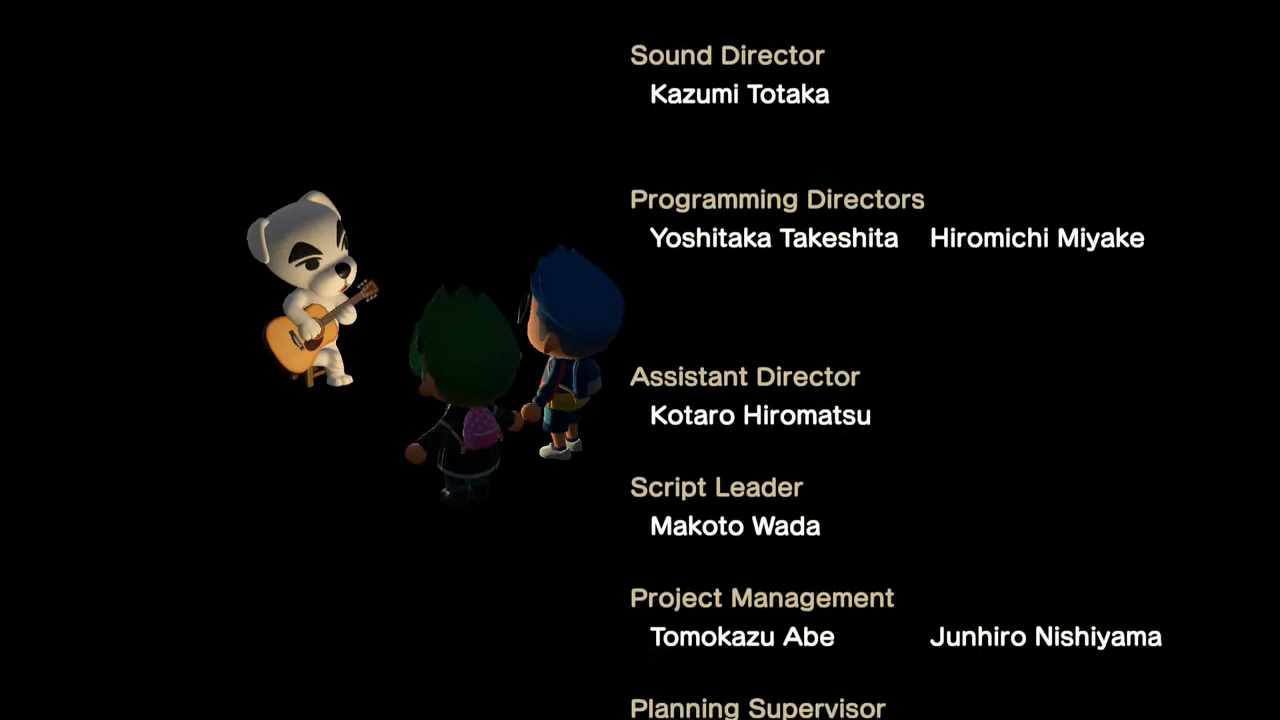 Sound Director
Kazumi Totaka
Programming Directors
Yoshitaka Takeshita Hiromichi Miyake
Assistant Director
Kotaro Hiromatsu
Script Leader
Makoto Wada
Project Management
Tomokazu Abe Junhiro Nishiyama
Planning Supervisor